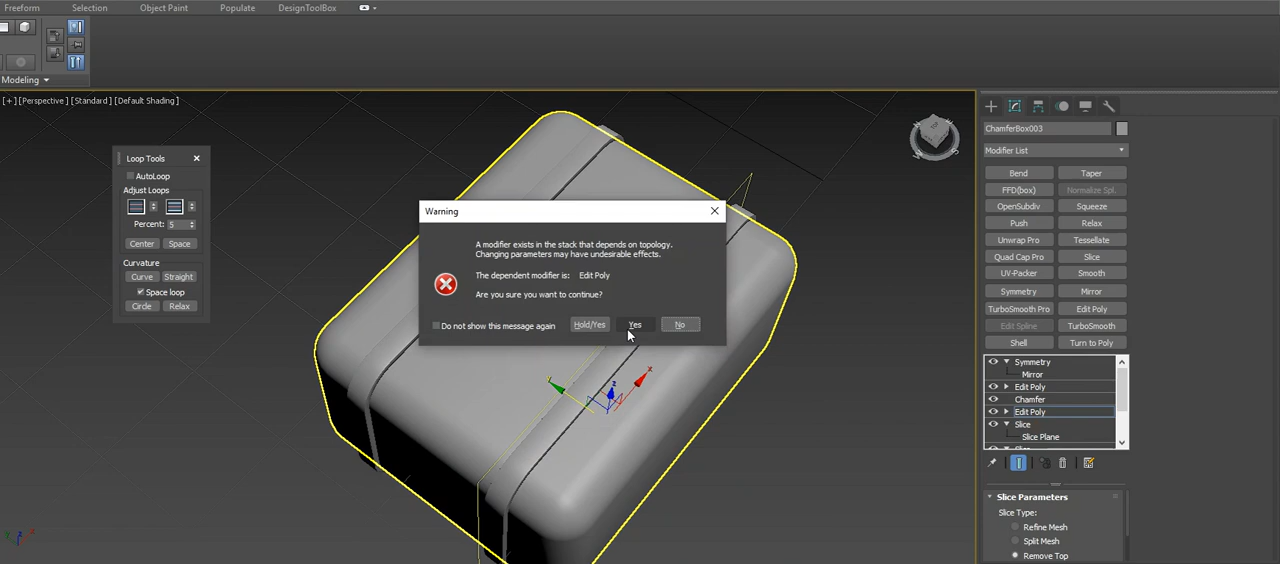 Freeform Selection Object Paint Populate DesignToolBox
Modeling
[+] [Perspective] [Standard] [Default Shading]
Loop Tools
AutoLoop
Adjust Loops
Percent: 5
Center Space
Curvature
Curve Straight
Space loop
Circle Relax
Warning
A modifier exists in the stack that depends on topology.
Changing parameters may have undesirable effects.
The dependent modifier is: Edit Poly
Are you sure you want to continue?
Do not show this message again Hold/Yes Yes No
TOP
x
y
z
ChamferBox003
Modifier List
Bend Taper
FFD(box) Normalize Spl.
OpenSubdiv Squeeze
Push Relax
Unwrap Pro Tessellate
Quad Cap Pro Slice
UV-Packer Smooth
Symmetry Mirror
TurboSmooth Pro Edit Poly
Edit Spline TurboSmooth
Shell Turn to Poly
Symmetry
Mirror
Edit Poly
Chamfer
Edit Poly
Slice
Slice Plane
Slice Parameters
Slice Type:
Refine Mesh
Split Mesh
Remove Top